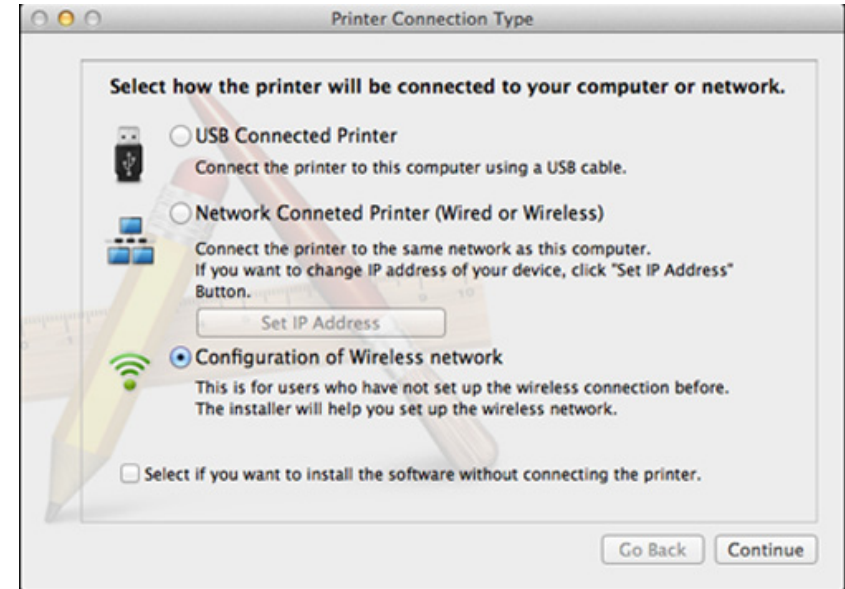 Printer Connection Type
Select how the printer will be connected to your computer or network.
USB Connected Printer
Connect the printer to this computer using a USB cable.
Network Conneted Printer (Wired or Wireless)
Connect the printer to the same network as this computer.
If you want to change IP address of your device, click "Set IP Address"
Button.
Set IP Address
Configuration of Wireless network
This is for users who have not set up the wireless connection before.
The installer will help you set up the wireless network.
Select if you want to install the software without connecting the printer.
Go Back
Continue